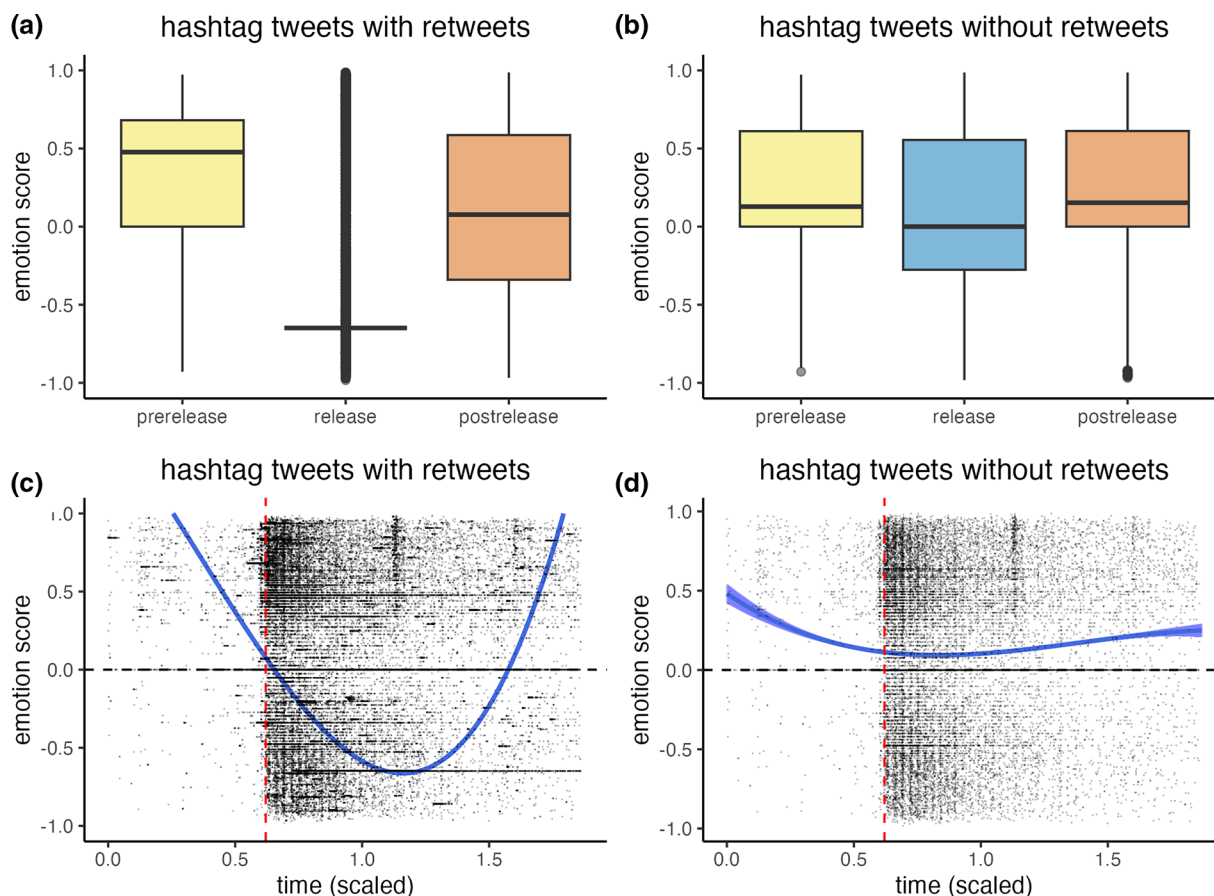 (a) hashtag tweets with retweets
1.0
0.5
0.0
-0.5
-1.0
emotion score
prerelease release postrelease
(b) hashtag tweets without retweets
1.0
0.5
0.0
-0.5
-1.0
emotion score
prerelease release postrelease
(c) hashtag tweets with retweets
1.0
0.5
0.0
-0.5
-1.0
emotion score
0.0 0.5 1.0 1.5
time (scaled)
(d) hashtag tweets without retweets
1.0
0.5
0.0
-0.5
-1.0
emotion score
0.0 0.5 1.0 1.5
time (scaled)